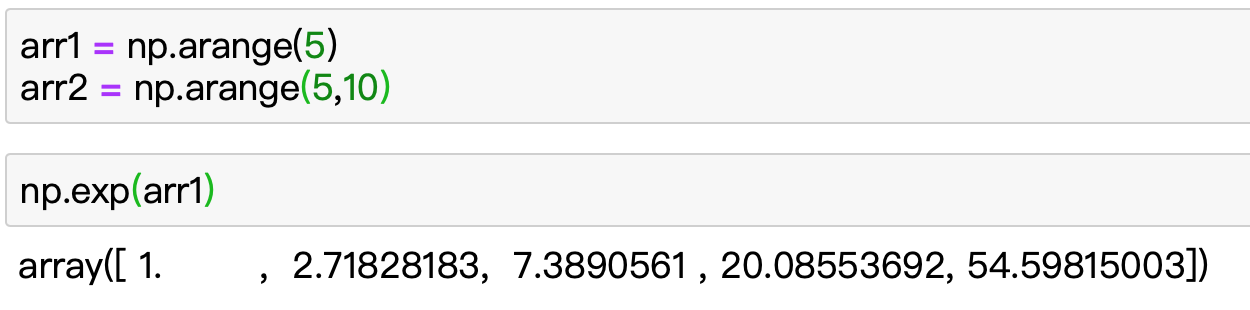 arr1 = np.arange(5)
arr2 = np.arange(5,10)
np.exp(arr1)
array([ 1.        ,  2.71828183,  7.3890561 , 20.08553692, 54.59815003])